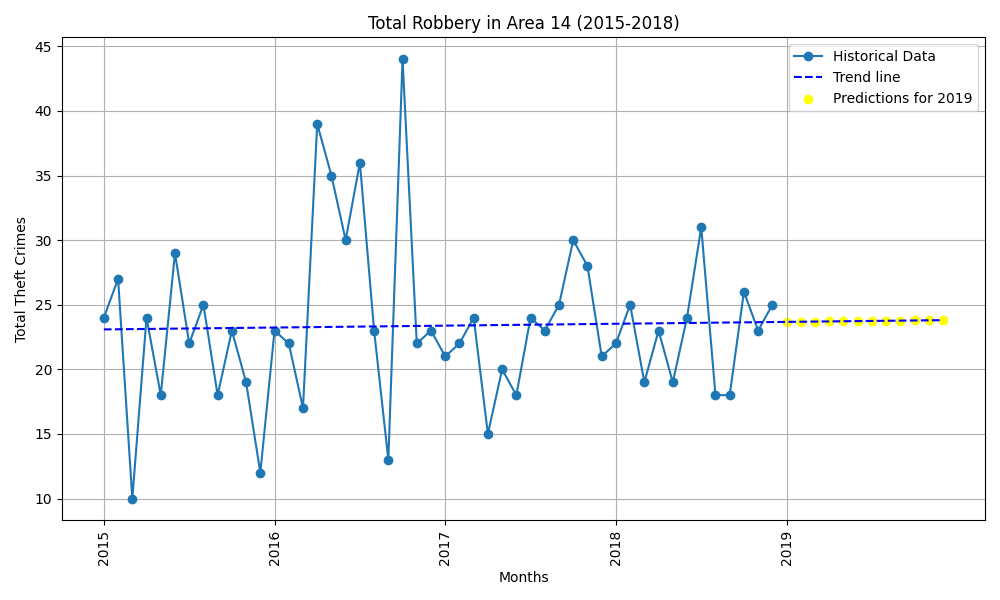 Total Robbery in Area 14 (2015-2018)
Historical Data
Trend line
Predictions for 2019
Total Theft Crimes
45
40
35
30
25
20
15
10
2015
2016
2017
2018
2019
Months